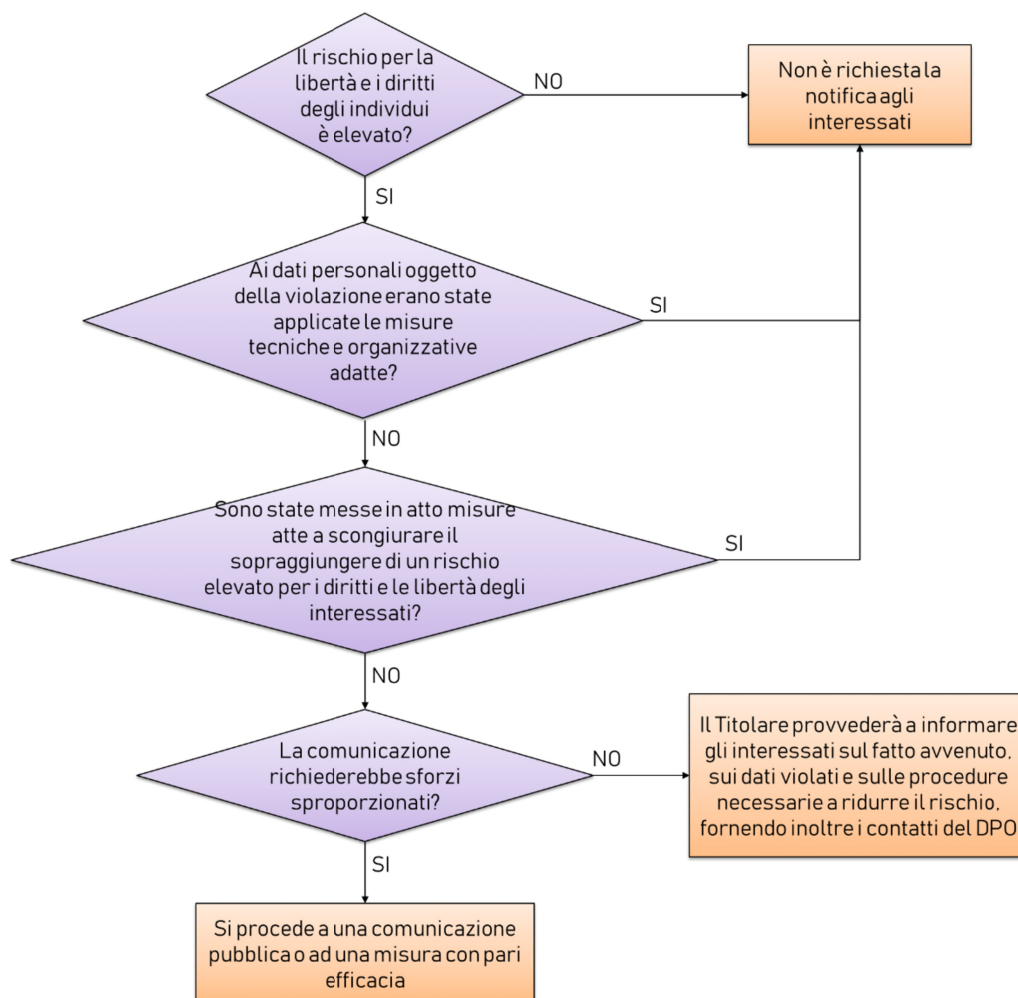 Il rischio per la
libertà e i diritti
degli individui
è elevato?
NO
Non è richiesta la
notifica agli
interessati
SI
Ai dati personali oggetto
della violazione erano state
applicate le misure
tecniche e organizzative
adatte?
SI
NO
Sono state messe in atto misure
atte a scongiurare il
sopraggiungere di un rischio
elevato per i diritti e le libertà degli
interessati?
SI
NO
La comunicazione
richiederebbe sforzi
sproporzionati?
NO
Il Titolare provvederà a informare
gli interessati sul fatto avvenuto,
sui dati violati e sulle procedure
necessarie a ridurre il rischio,
fornendo inoltre i contatti del DPO
SI
Si procede a una comunicazione
pubblica o ad una misura con pari
efficacia